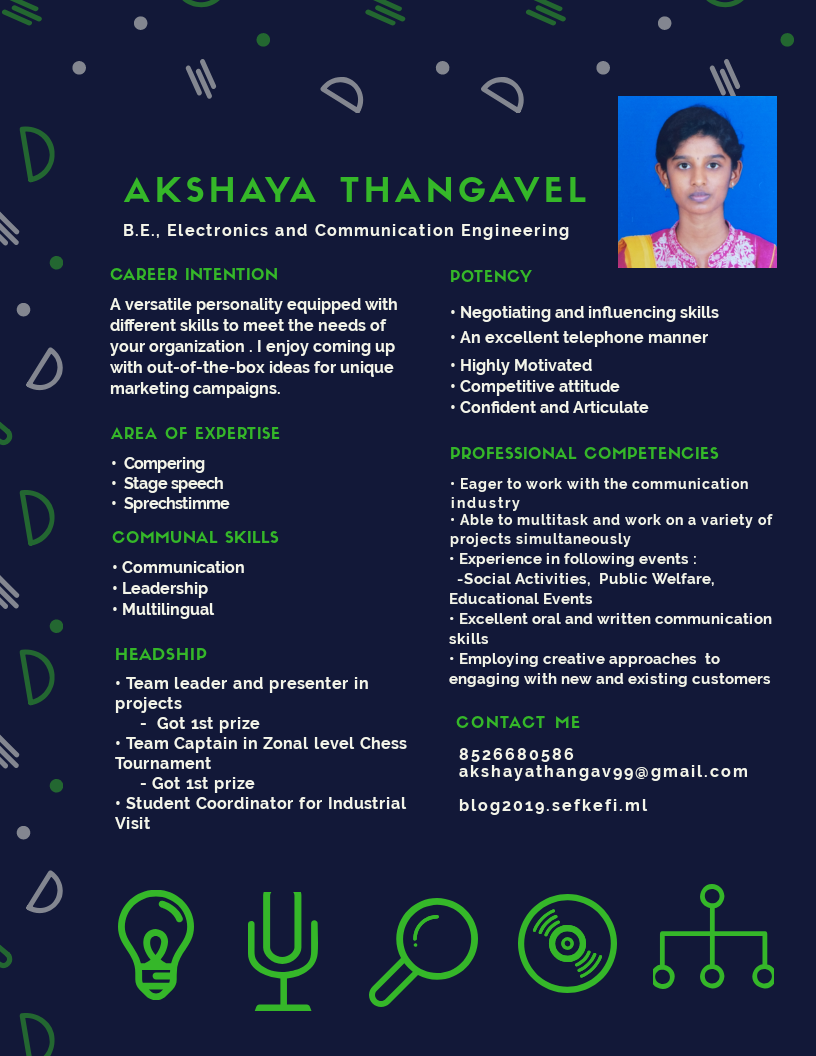 AKSHAYA THANGAVEL
B.E., Electronics and Communication Engineering
CAREER INTENTION
A versatile personality equipped with
different skills to meet the needs of
your organization . I enjoy coming up
with out-of-the-box ideas for unique
marketing campaigns.
AREA OF EXPERTISE
• Compering
• Stage speech
• Sprechstimme
COMMUNAL SKILLS
• Communication
• Leadership
• Multilingual
HEADSHIP
• Team leader and presenter in
projects
- Got 1st prize
• Team Captain in Zonal level Chess
Tournament
- Got 1st prize
• Student Coordinator for Industrial
Visit
POTENCY
• Negotiating and influencing skills
• An excellent telephone manner
• Highly Motivated
• Competitive attitude
• Confident and Articulate
PROFESSIONAL COMPETENCIES
• Eager to work with the communication
industry
• Able to multitask and work on a variety of
projects simultaneously
• Experience in following events :
-Social Activities, Public Welfare,
Educational Events
• Excellent oral and written communication
skills
• Employing creative approaches to
engaging with new and existing customers
CONTACT ME
8526680586
akshayathangav99@gmail.com
blog2019.sefkefi.ml